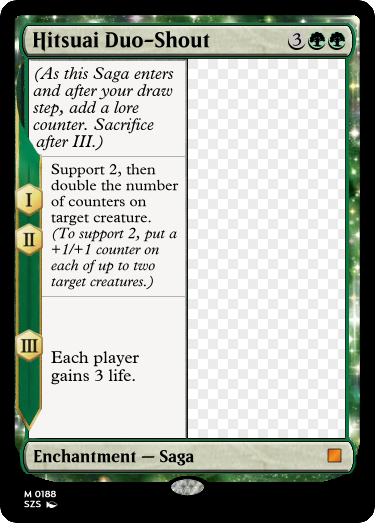 Hitsuai Duo-Shout 3
(As this Saga enters
and after your draw
step, add a lore
counter. Sacrifice
after III.)
I
II
Support 2, then
double the number
of counters on
target creature.
(To support 2, put a
+1/+1 counter on
each of up to two
target creatures.)
III
Each player
gains 3 life.
Enchantment — Saga
M 0188
SZS